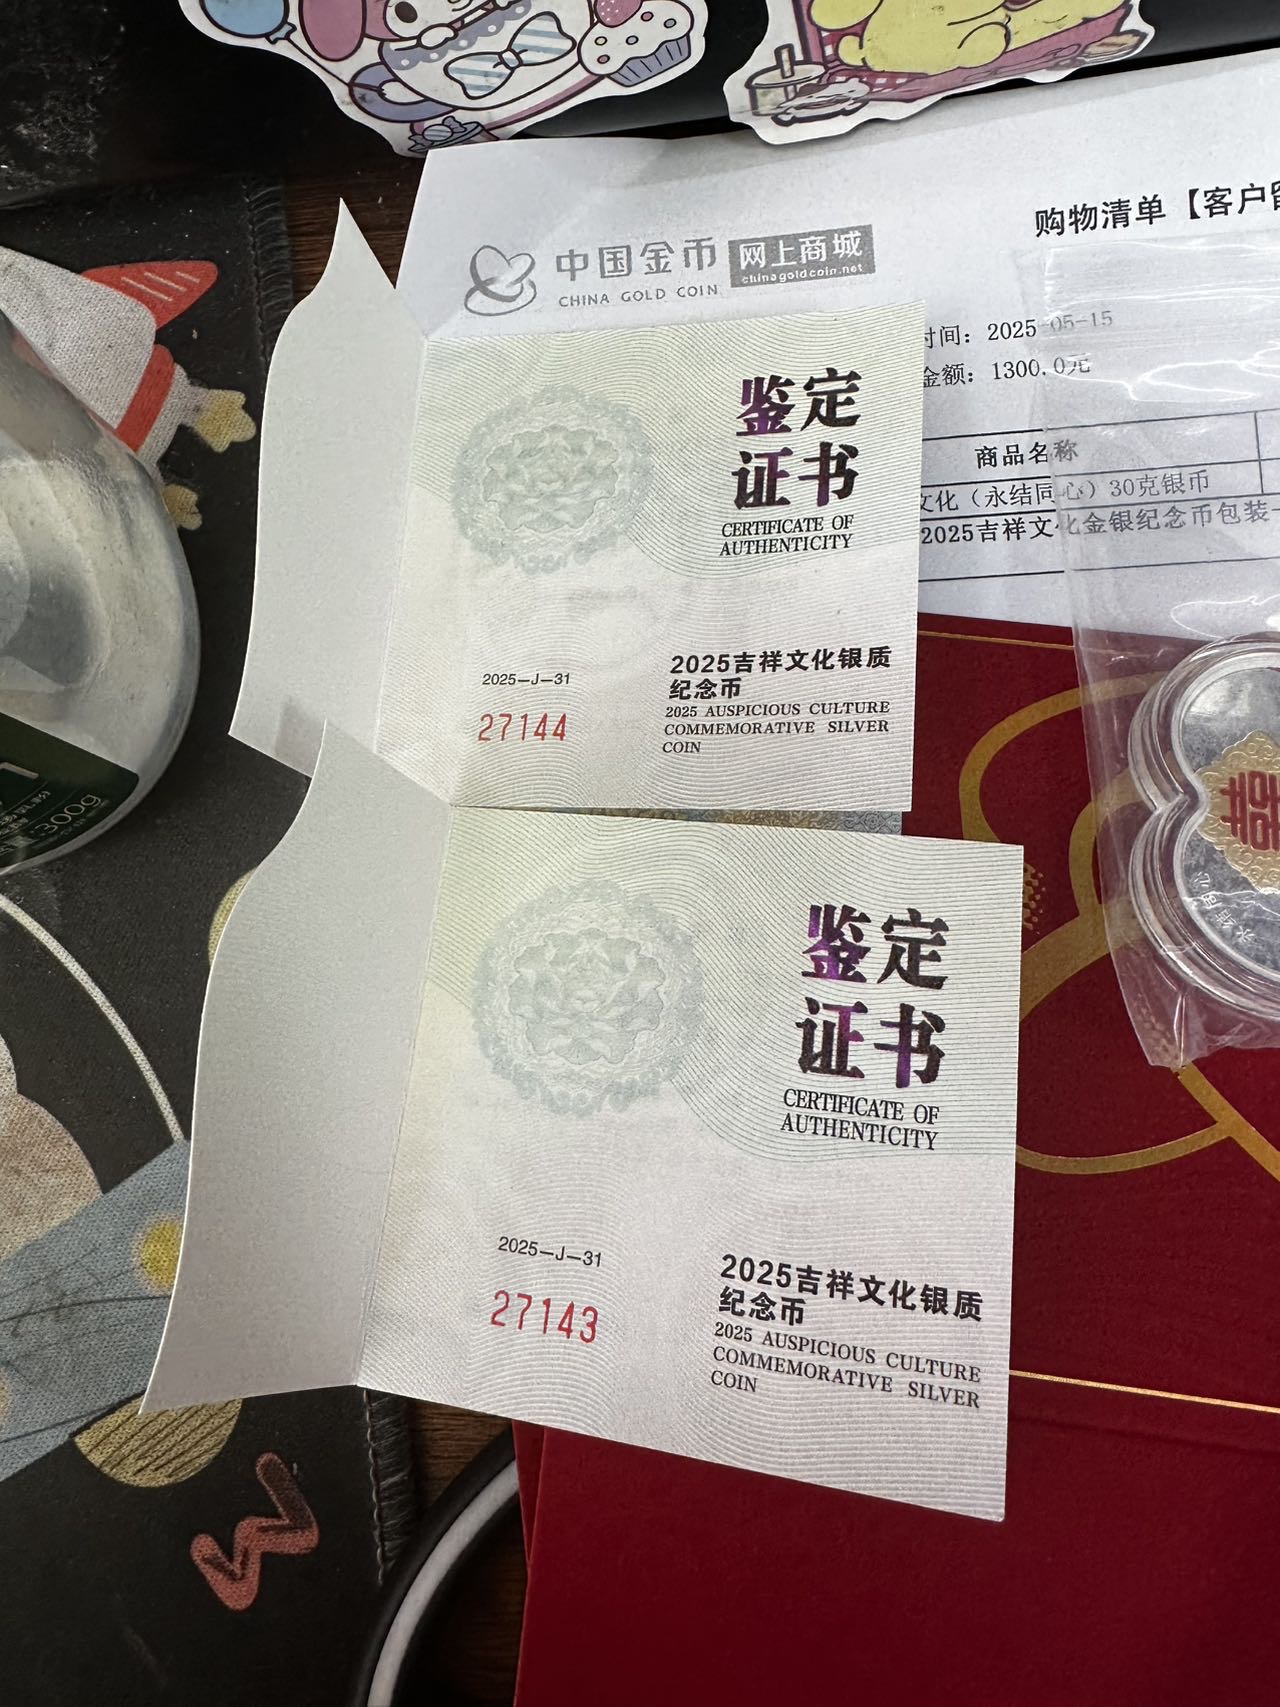 购物清单【客户
中国金币 网上商城
CHINA GOLD COIN chinagoldcoin.net
时间：2025-05-15
金额：1300.0元
商品名称
文化（永结同心）30克银币
2025吉祥文化金银纪念币包装
鉴定
证书
CERTIFICATE OF
AUTHENTICITY
2025吉祥文化银质
纪念币
2025 AUSPICIOUS CULTURE
COMMEMORATIVE SILVER
COIN
2025-J-31
27144
鉴定
证书
CERTIFICATE OF
AUTHENTICITY
2025吉祥文化银质
纪念币
2025 AUSPICIOUS CULTURE
COMMEMORATIVE SILVER
COIN
2025-J-31
27143
囍
永结同心
300g